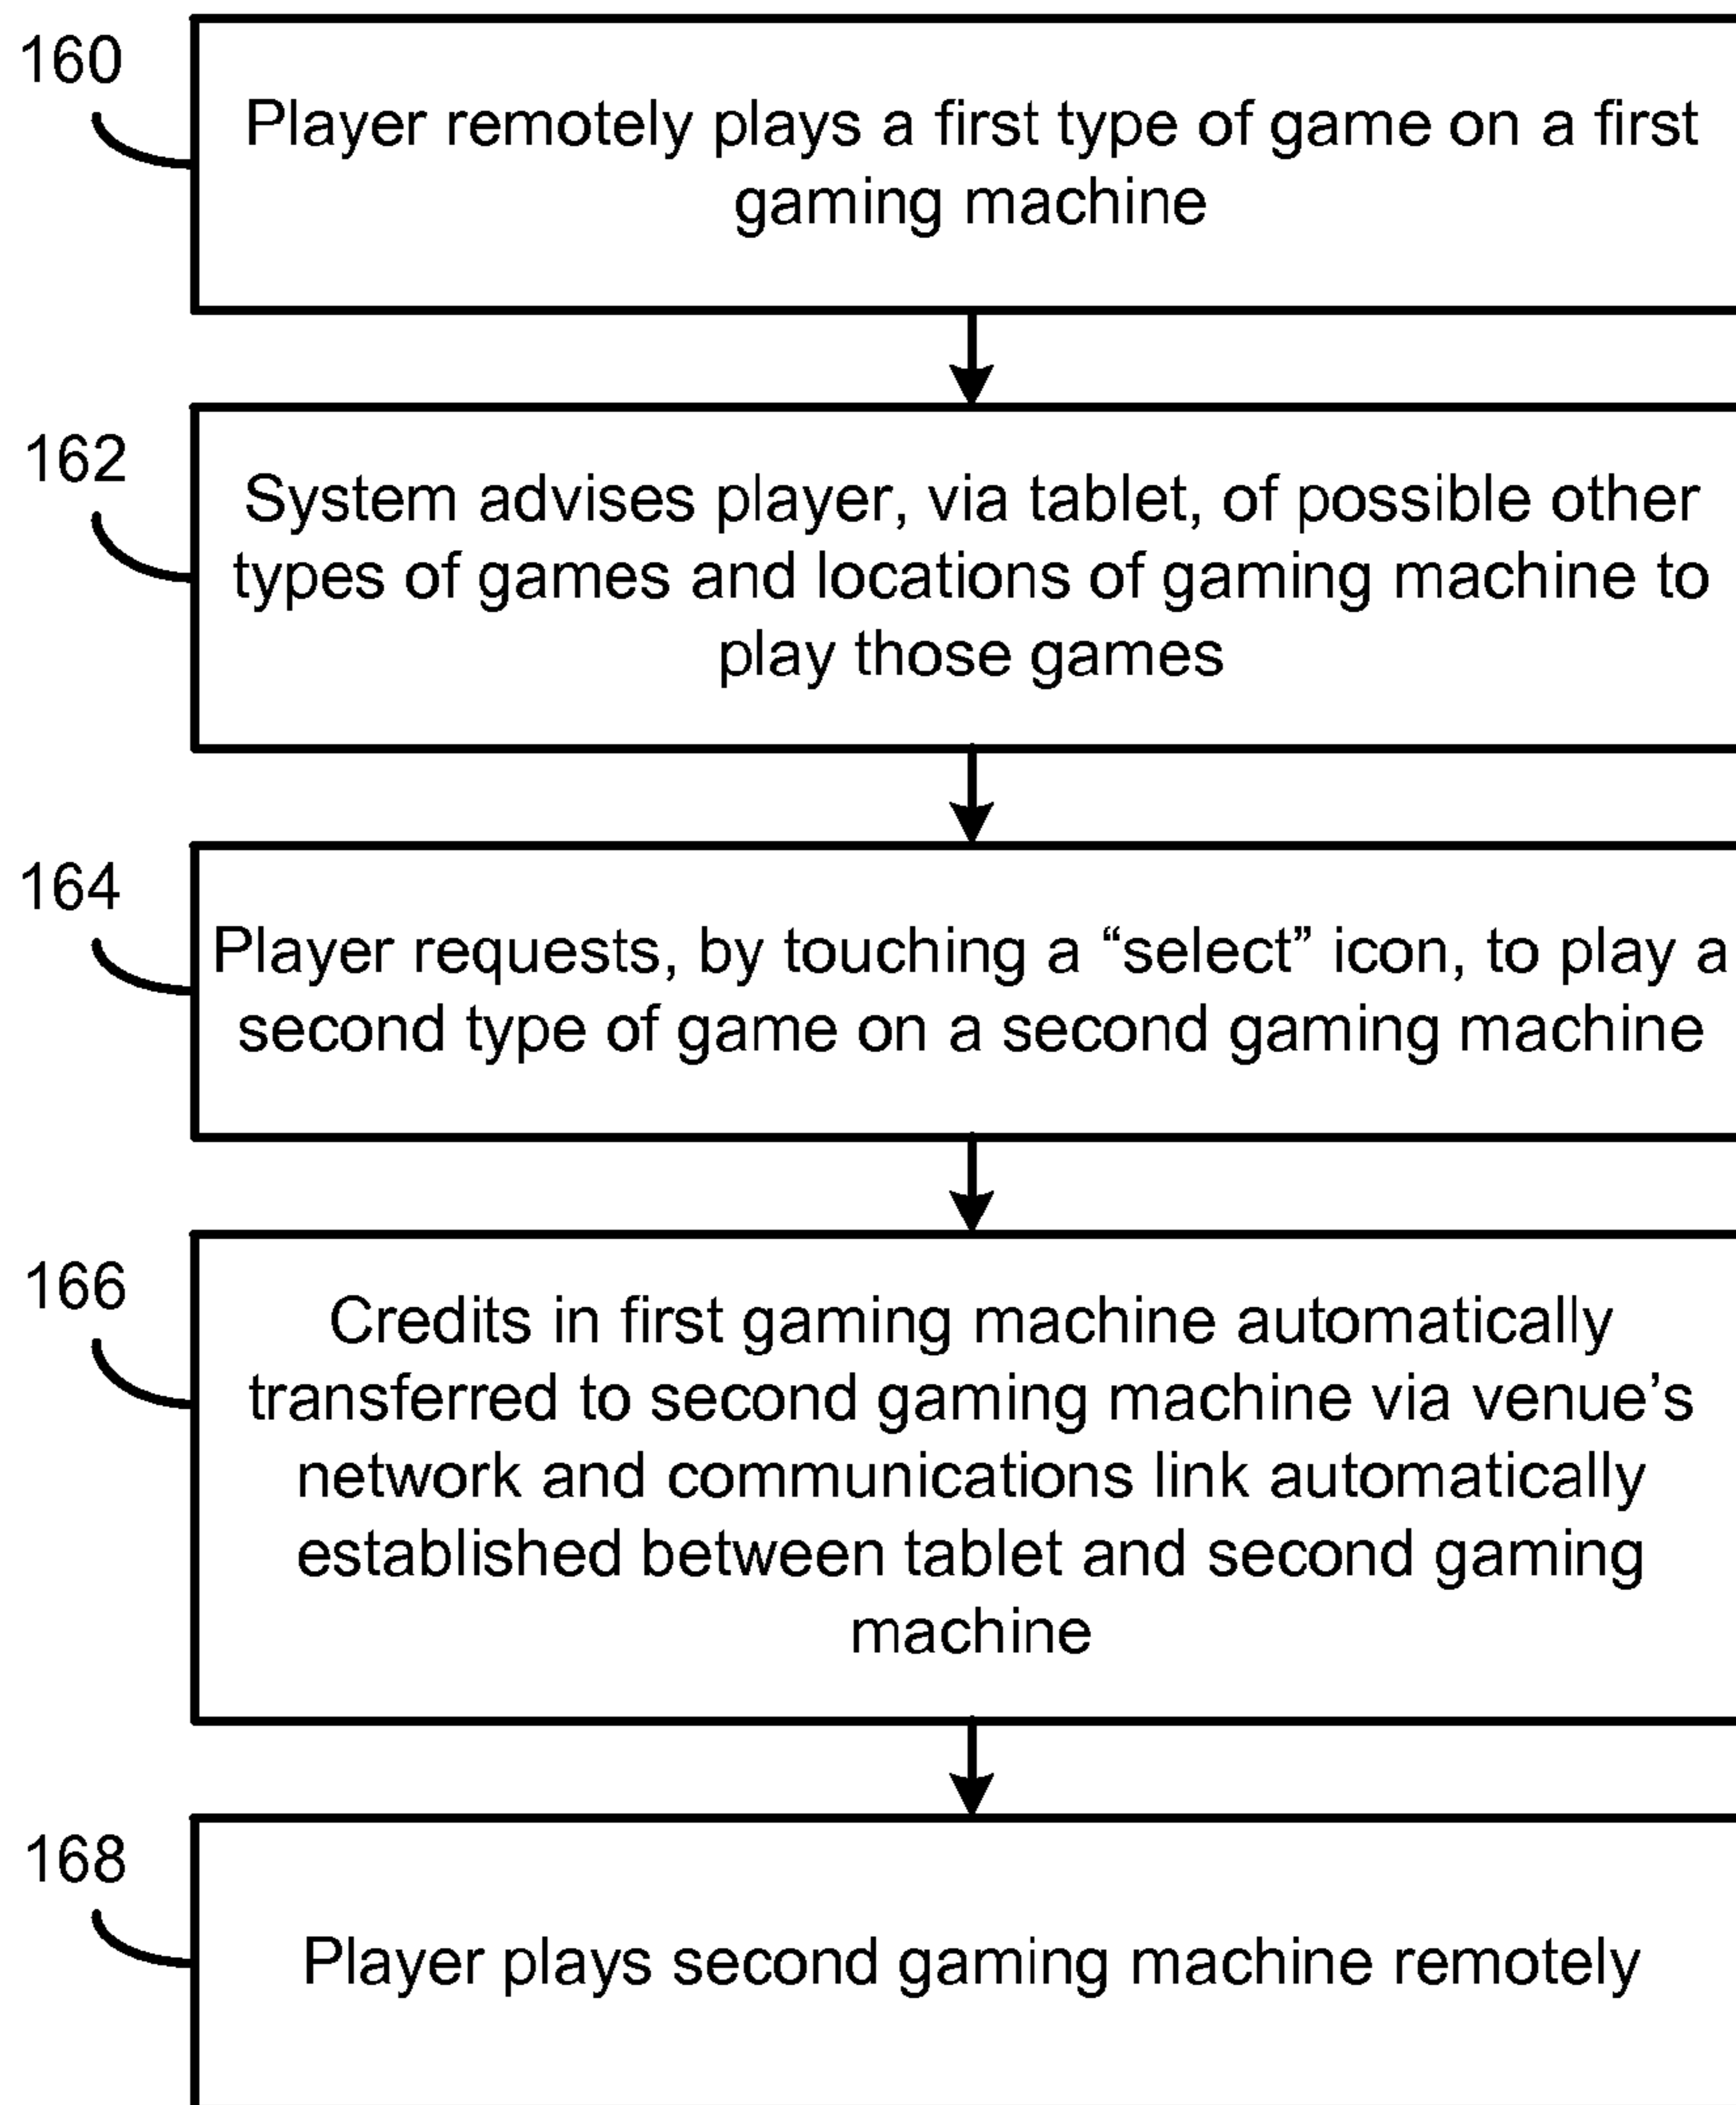 160
Player remotely plays a first type of game on a first
gaming machine
162
System advises player, via tablet, of possible other
types of games and locations of gaming machine to
play those games
164
Player requests, by touching a “select” icon, to play a
second type of game on a second gaming machine
166
Credits in first gaming machine automatically
transferred to second gaming machine via venue’s
network and communications link automatically
established between tablet and second gaming
machine
168
Player plays second gaming machine remotely